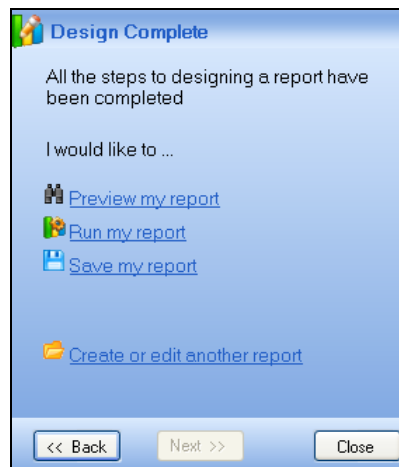 Design Complete
All the steps to designing a report have
been completed
I would like to ...
Preview my report
Run my report
Save my report
Create or edit another report
<< Back
Next >>
Close